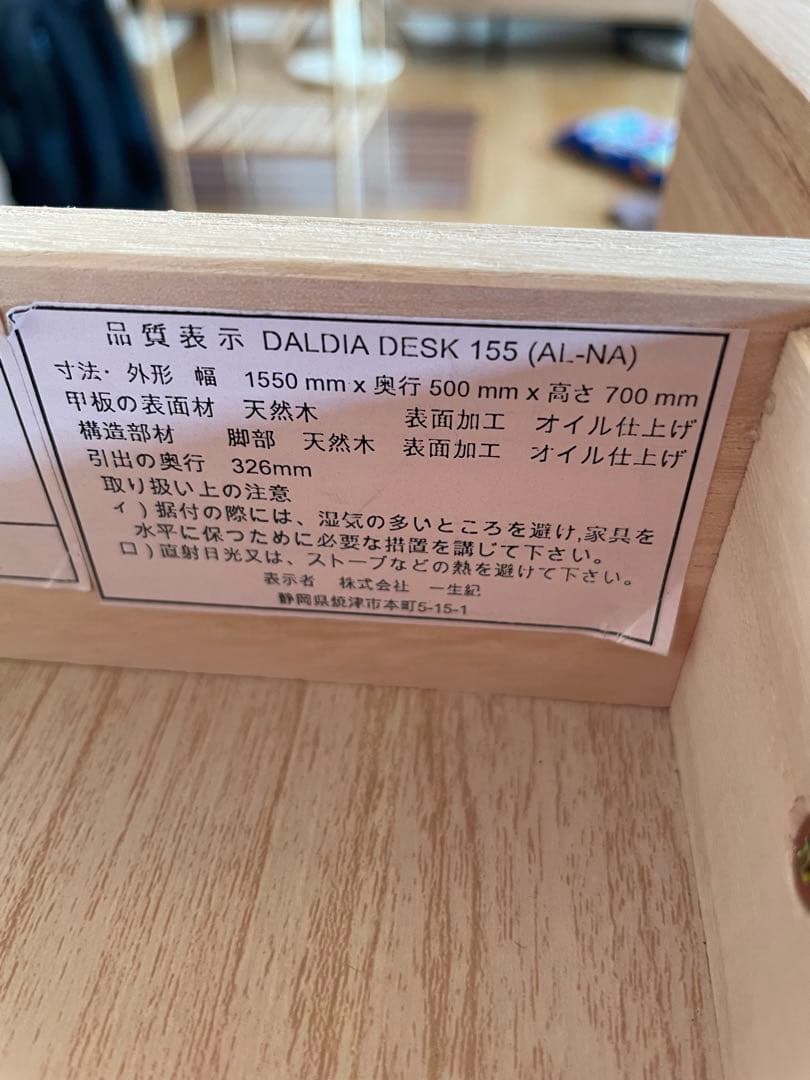 品質表示 DALDIA DESK 155 (AL-NA)
寸法・外形 幅 1550 mm x 奥行 500 mm x 高さ 700 mm
甲板の表面材 天然木 表面加工 オイル仕上げ
構造部材 脚部 天然木 表面加工 オイル仕上げ
引出の奥行 326mm
取り扱い上の注意
イ）据付の際には、湿気の多いところを避け,家具を
水平に保つために必要な措置を講じて下さい。
ロ）直射日光又は、ストーブなどの熱を避けて下さい。
表示者 株式会社 一生紀
静岡県焼津市本町5-15-1